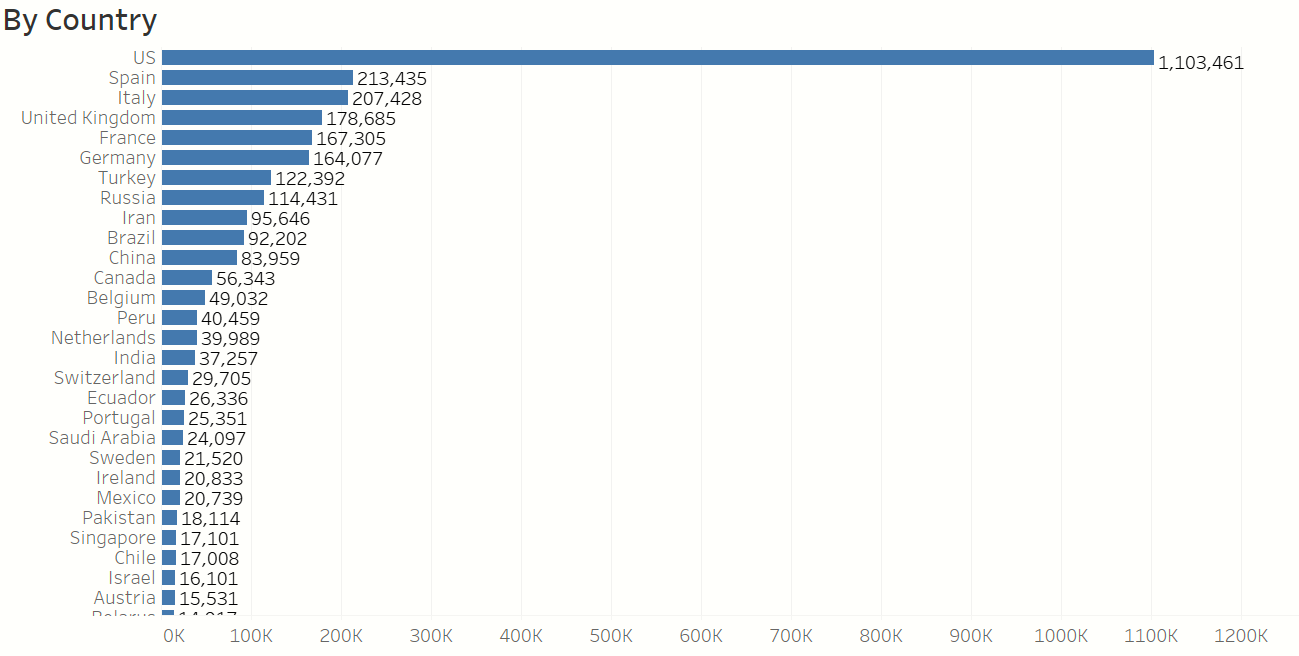 By Country
US 1,103,461
Spain 213,435
Italy 207,428
United Kingdom 178,685
France 167,305
Germany 164,077
Turkey 122,392
Russia 114,431
Iran 95,646
Brazil 92,202
China 83,959
Canada 56,343
Belgium 49,032
Peru 40,459
Netherlands 39,989
India 37,257
Switzerland 29,705
Ecuador 26,336
Portugal 25,351
Saudi Arabia 24,097
Sweden 21,520
Ireland 20,833
Mexico 20,739
Pakistan 18,114
Singapore 17,101
Chile 17,008
Israel 16,101
Austria 15,531
Belarus
0K 100K 200K 300K 400K 500K 600K 700K 800K 900K 1000K 1100K 1200K